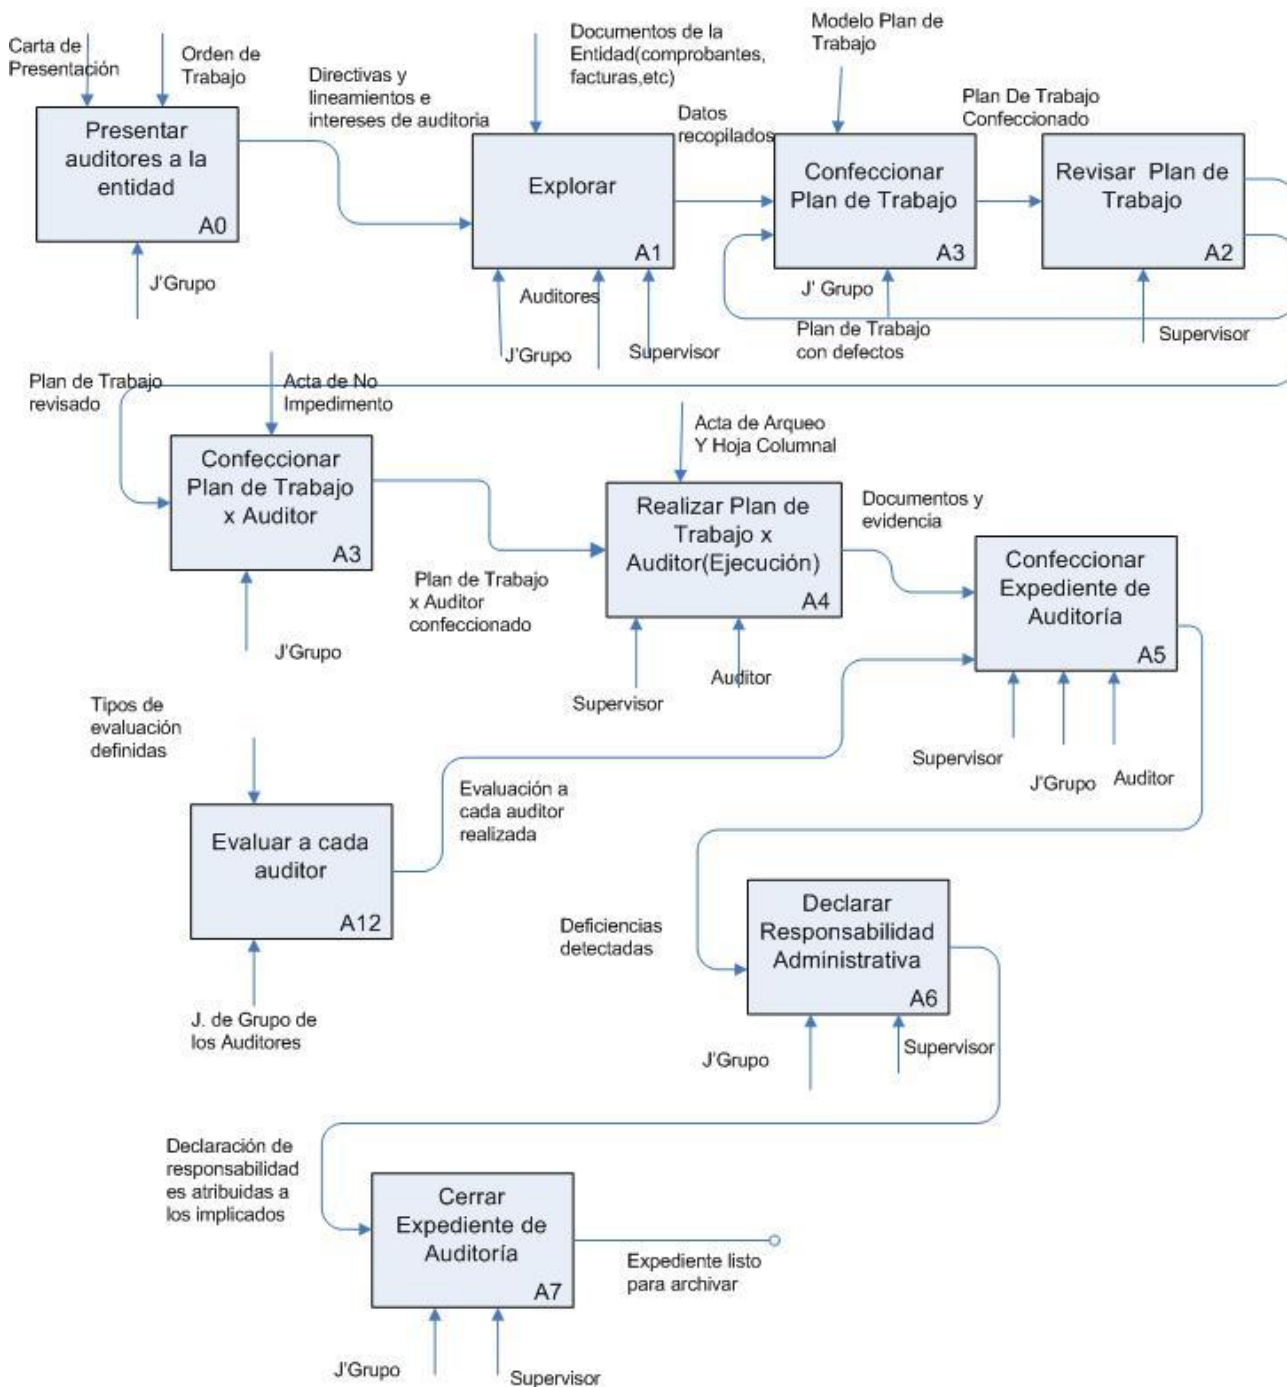 Carta de
Presentación
Orden de
Trabajo
Presentar
auditores a la
entidad
A0
J'Grupo
Directivas y
lineamientos e
intereses de auditoria
Documentos de la
Entidad(comprobantes,
facturas,etc)
Explorar
A1
Auditores
J'Grupo
Supervisor
Datos
recopilados
Modelo Plan de
Trabajo
Confeccionar
Plan de Trabajo
A3
J' Grupo
Plan de Trabajo
con defectos
Plan De Trabajo
Confeccionado
Revisar Plan de
Trabajo
A2
Supervisor
Plan de Trabajo
revisado
Acta de No
Impedimento
Confeccionar
Plan de Trabajo
x Auditor
A3
J'Grupo
Plan de Trabajo
x Auditor
confeccionado
Acta de Arqueo
Y Hoja Columnal
Realizar Plan de
Trabajo x
Auditor(Ejecución)
A4
Supervisor
Auditor
Documentos y
evidencia
Confeccionar
Expediente de
Auditoría
A5
Supervisor
J'Grupo
Auditor
Tipos de
evaluación
definidas
Evaluar a cada
auditor
A12
J. de Grupo de
los Auditores
Evaluación a
cada auditor
realizada
Deficiencias
detectadas
Declarar
Responsabilidad
Administrativa
A6
J'Grupo
Supervisor
Declaración de
responsabilidad
es atribuidas a
los implicados
Cerrar
Expediente de
Auditoría
A7
J'Grupo
Supervisor
Expediente listo
para archivar